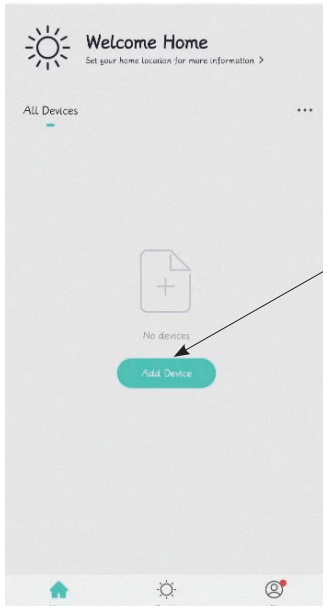 Welcome Home
Set your home location for more information >
All Devices
No devices
Add Device